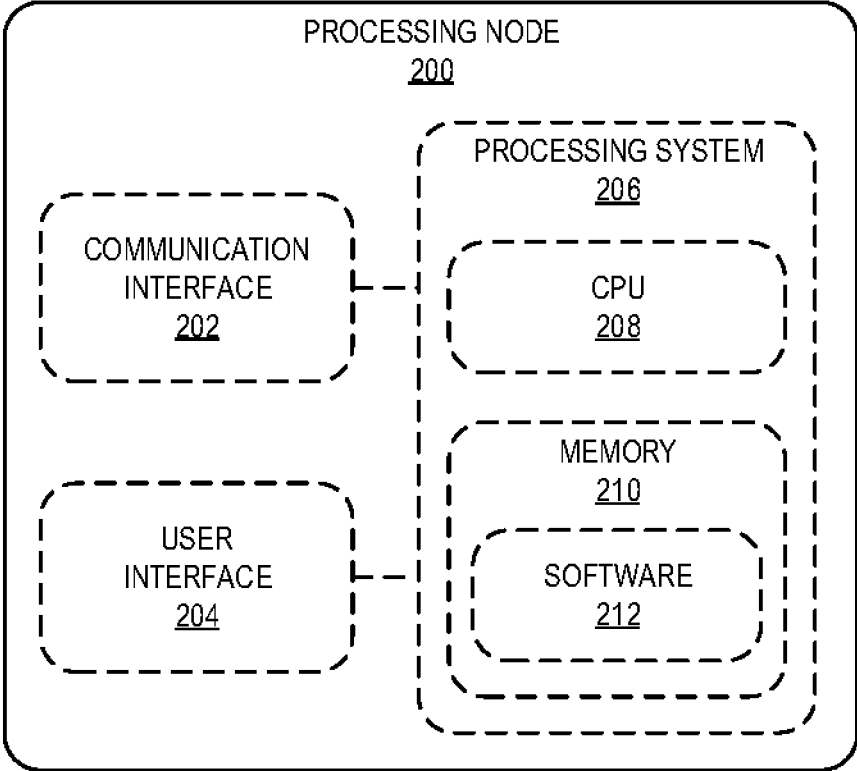 PROCESSING NODE
200
PROCESSING SYSTEM
206
COMMUNICATION
INTERFACE
202
CPU
208
MEMORY
210
USER
INTERFACE
204
SOFTWARE
212